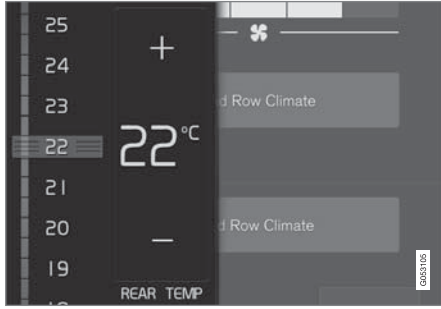 25
24
23
22
21
20
19
+
22°C
−
REAR TEMP
d Row Climate
d Row Climate
G053105